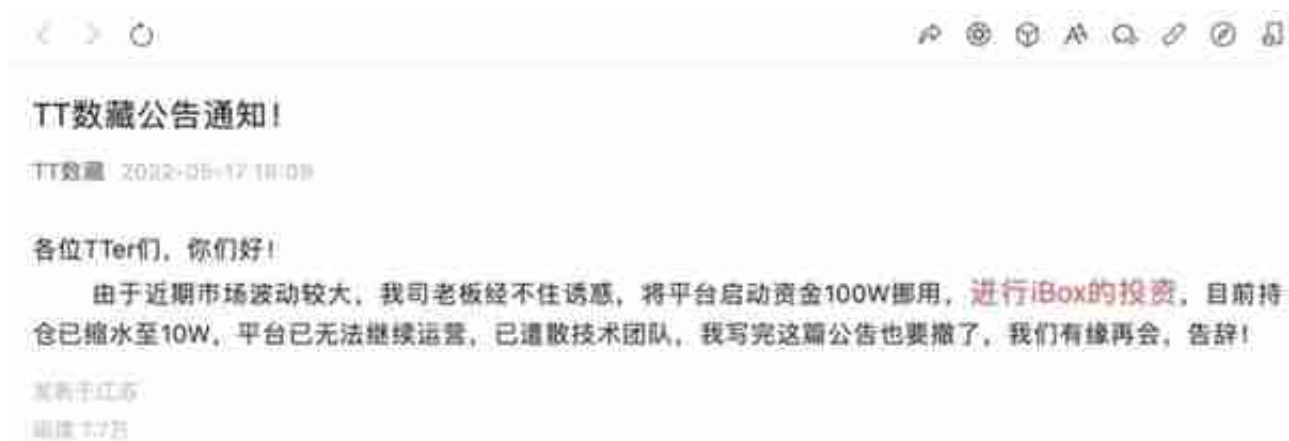 TT数藏公告通知！
TT数藏 2022-05-17 18:09
各位TTer们，你们好！
由于近期市场波动较大，我司老板经不住诱惑，将平台启动资金100W挪用，进行iBox的投资，目前持
仓已缩水至10W，平台已无法继续运营，已遣散技术团队，我写完这篇公告也要撤了，我们有缘再会，告辞！
发表于江苏
阅读 1.7万